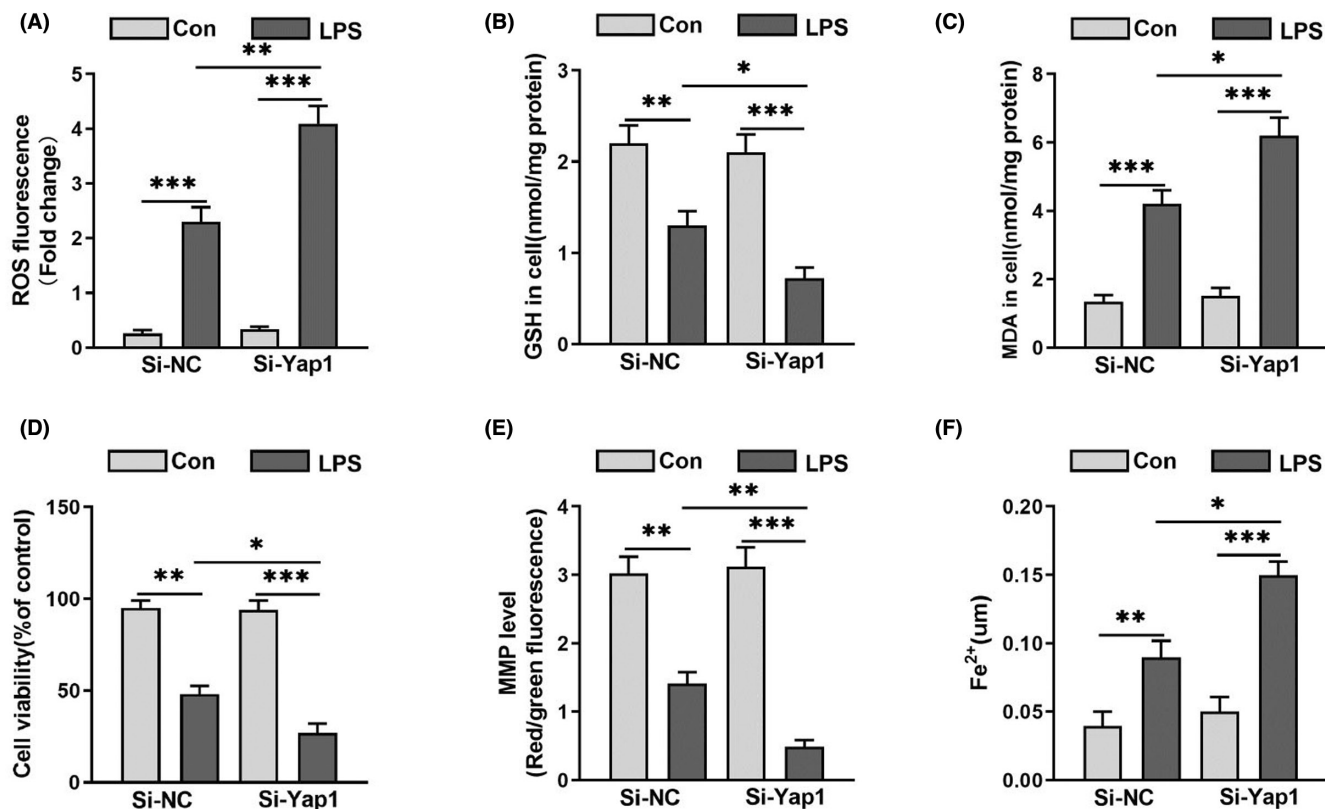 (A)
Con LPS
**
***
***
ROS fluorescence
(Fold change)
5
4
3
2
1
0
Si-NC Si-Yap1
(B)
Con LPS
*
**
***
GSH in cell(nmol/mg protein)
3
2
1
0
Si-NC Si-Yap1
(C)
Con LPS
*
***
***
MDA in cell(nmol/mg protein)
8
6
4
2
0
Si-NC Si-Yap1
(D)
Con LPS
*
**
***
Cell viability(% of control)
150
100
50
0
Si-NC Si-Yap1
(E)
Con LPS
**
**
***
MMP level
(Red/green fluorescence)
4
3
2
1
0
Si-NC Si-Yap1
(F)
Con LPS
*
**
***
Fe²⁺(um)
0.20
0.15
0.10
0.05
0.00
Si-NC Si-Yap1